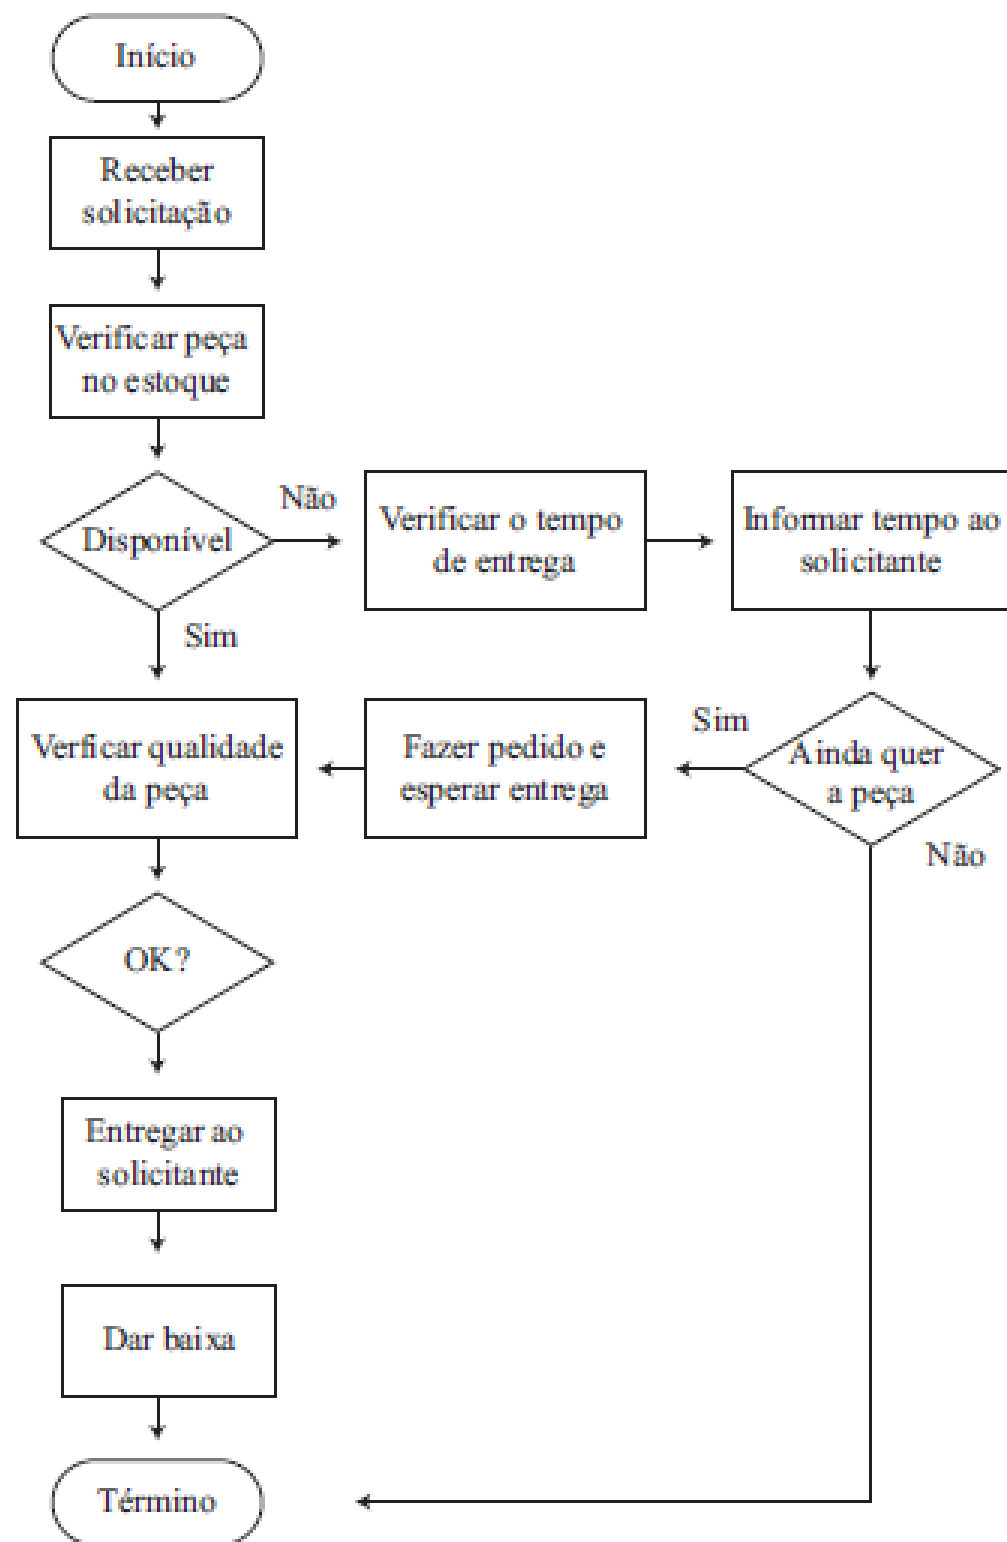 Início
Receber
solicitação
Verificar peça
no estoque
Disponível
Não
Verificar o tempo
de entrega
Informar tempo ao
solicitante
Sim
Verficar qualidade
da peça
Fazer pedido e
esperar entrega
Sim
Ainda quer
a peça
Não
OK?
Entregar ao
solicitante
Dar baixa
Término